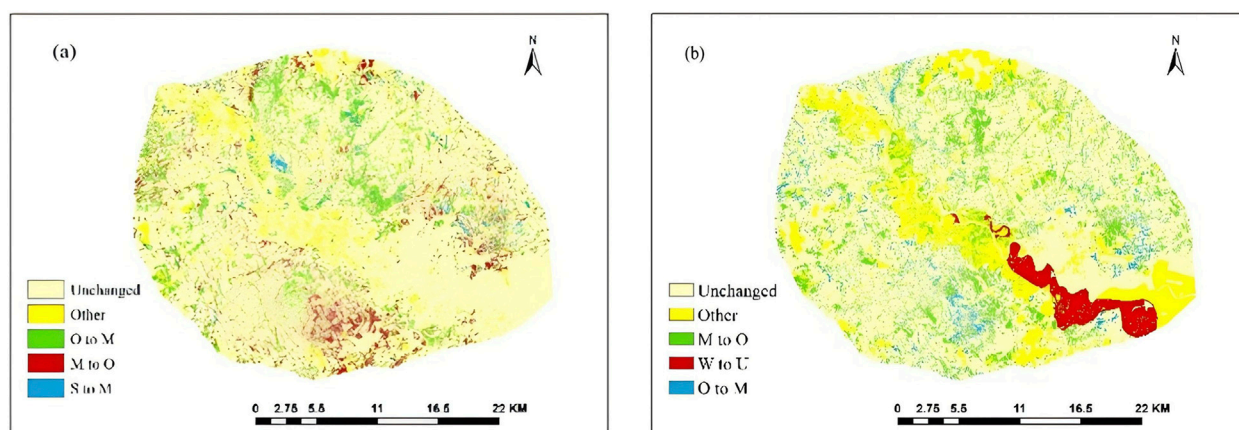 (a)
N
Unchanged
Other
O to M
M to O
S to M
0 2.75 5.5 11 16.5 22 KM
(b)
N
Unchanged
Other
M to O
W to U
O to M
0 2.75 5.5 11 16.5 22 KM